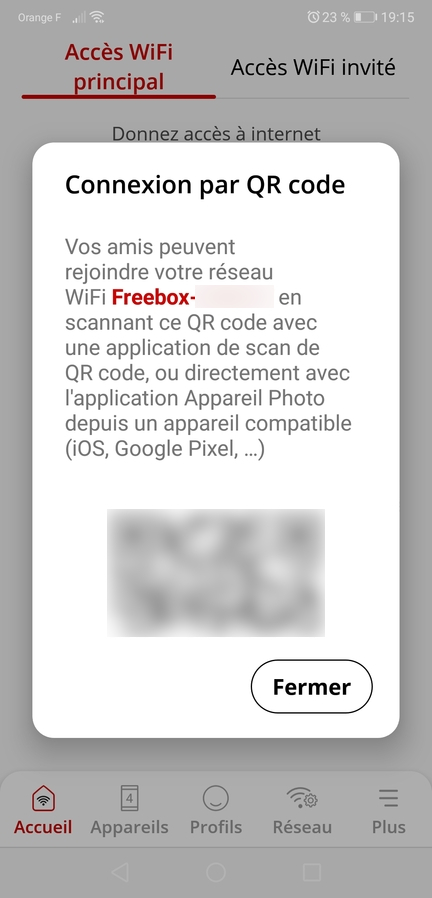 Orange F
23 %
19:15
Accès WiFi
principal
Accès WiFi invité
Donnez accès à internet
Connexion par QR code
Vos amis peuvent
rejoindre votre réseau
WiFi Freebox- en
scannant ce QR code avec
une application de scan de
QR code, ou directement avec
l'application Appareil Photo
depuis un appareil compatible
(iOS, Google Pixel, ...)
Fermer
4
Accueil
Appareils
Profils
Réseau
Plus